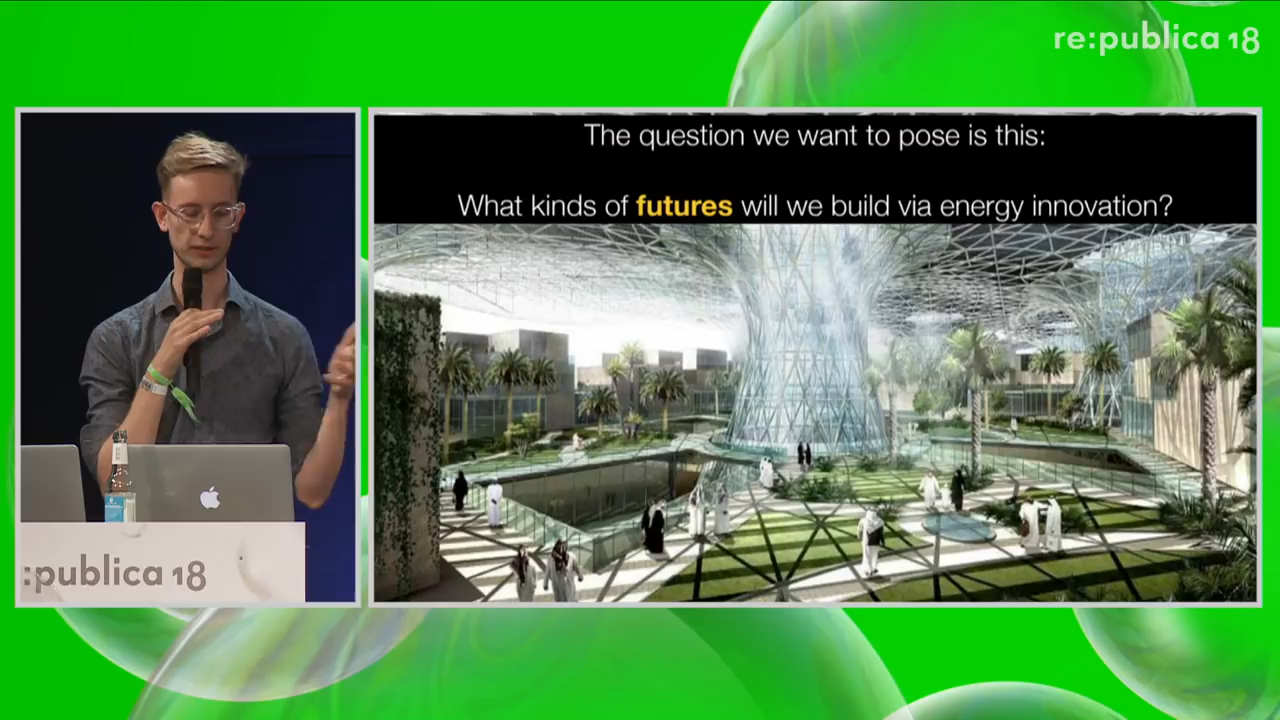 re:publica 18
The question we want to pose is this:
What kinds of futures will we build via energy innovation?
:publica 18